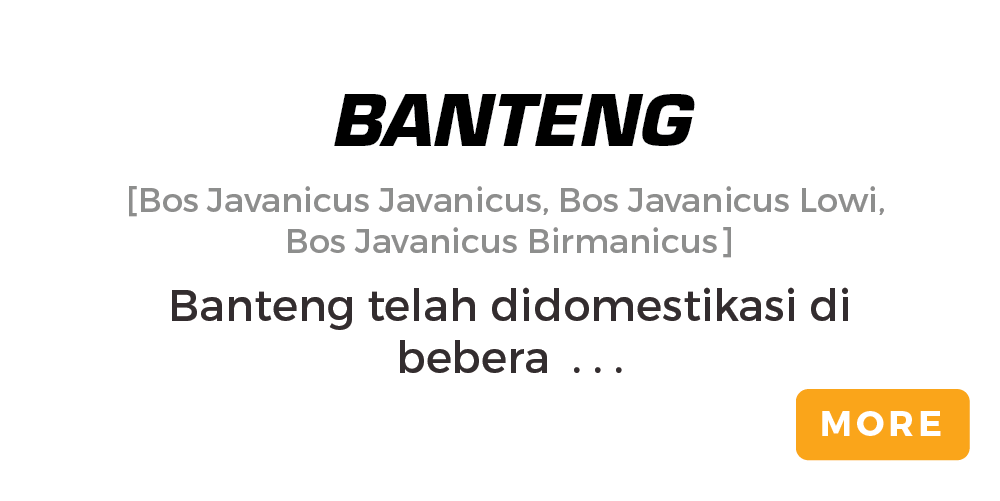 BANTENG
[Bos Javanicus Javanicus, Bos Javanicus Lowi,
Bos Javanicus Birmanicus]
Banteng telah didomestikasi di
bebera ...
MORE